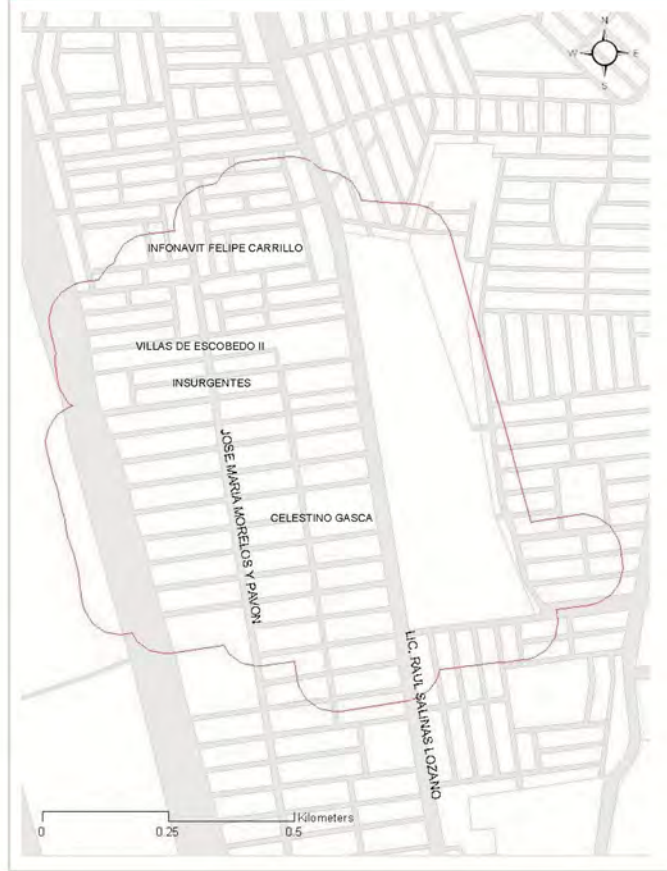 N
W E
S
INFONAVIT FELIPE CARRILLO
VILLAS DE ESCOBEDO II
INSURGENTES
JOSE MARIA MORELOS Y PAVON
CELESTINO GASCA
LIC. RAUL SALINAS LOZANO
Kilometers
0 0.25 0.5